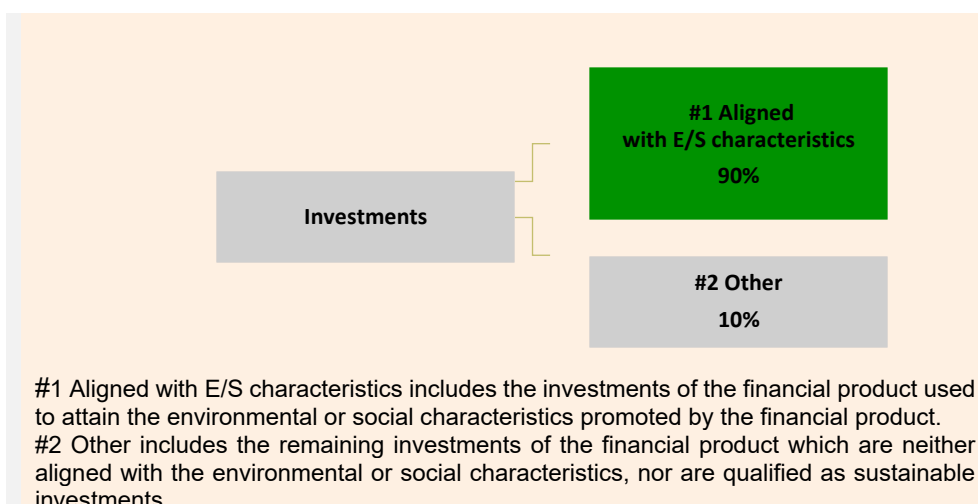 #1 Aligned
with E/S characteristics
90%
Investments
#2 Other
10%
#1 Aligned with E/S characteristics includes the investments of the financial product used
to attain the environmental or social characteristics promoted by the financial product.
#2 Other includes the remaining investments of the financial product which are neither
aligned with the environmental or social characteristics, nor are qualified as sustainable
investments